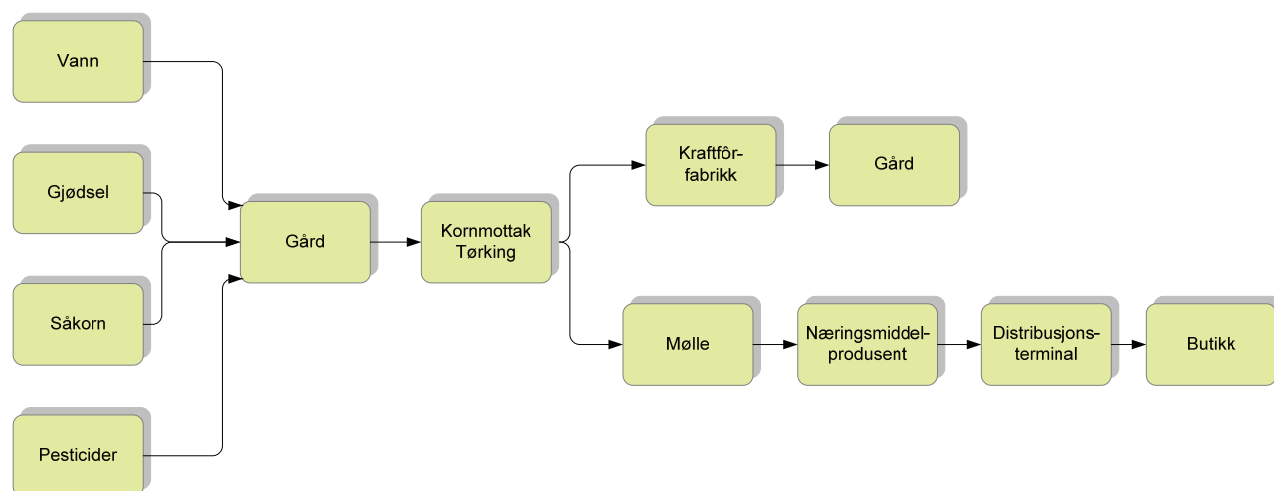 Vann
Gjødsel
Såkorn
Pesticider
Gård
Kornmottak
Tørking
Kraftfôr-
fabrikk
Gård
Mølle
Næringsmiddel-
produsent
Distribusjons-
terminal
Butikk